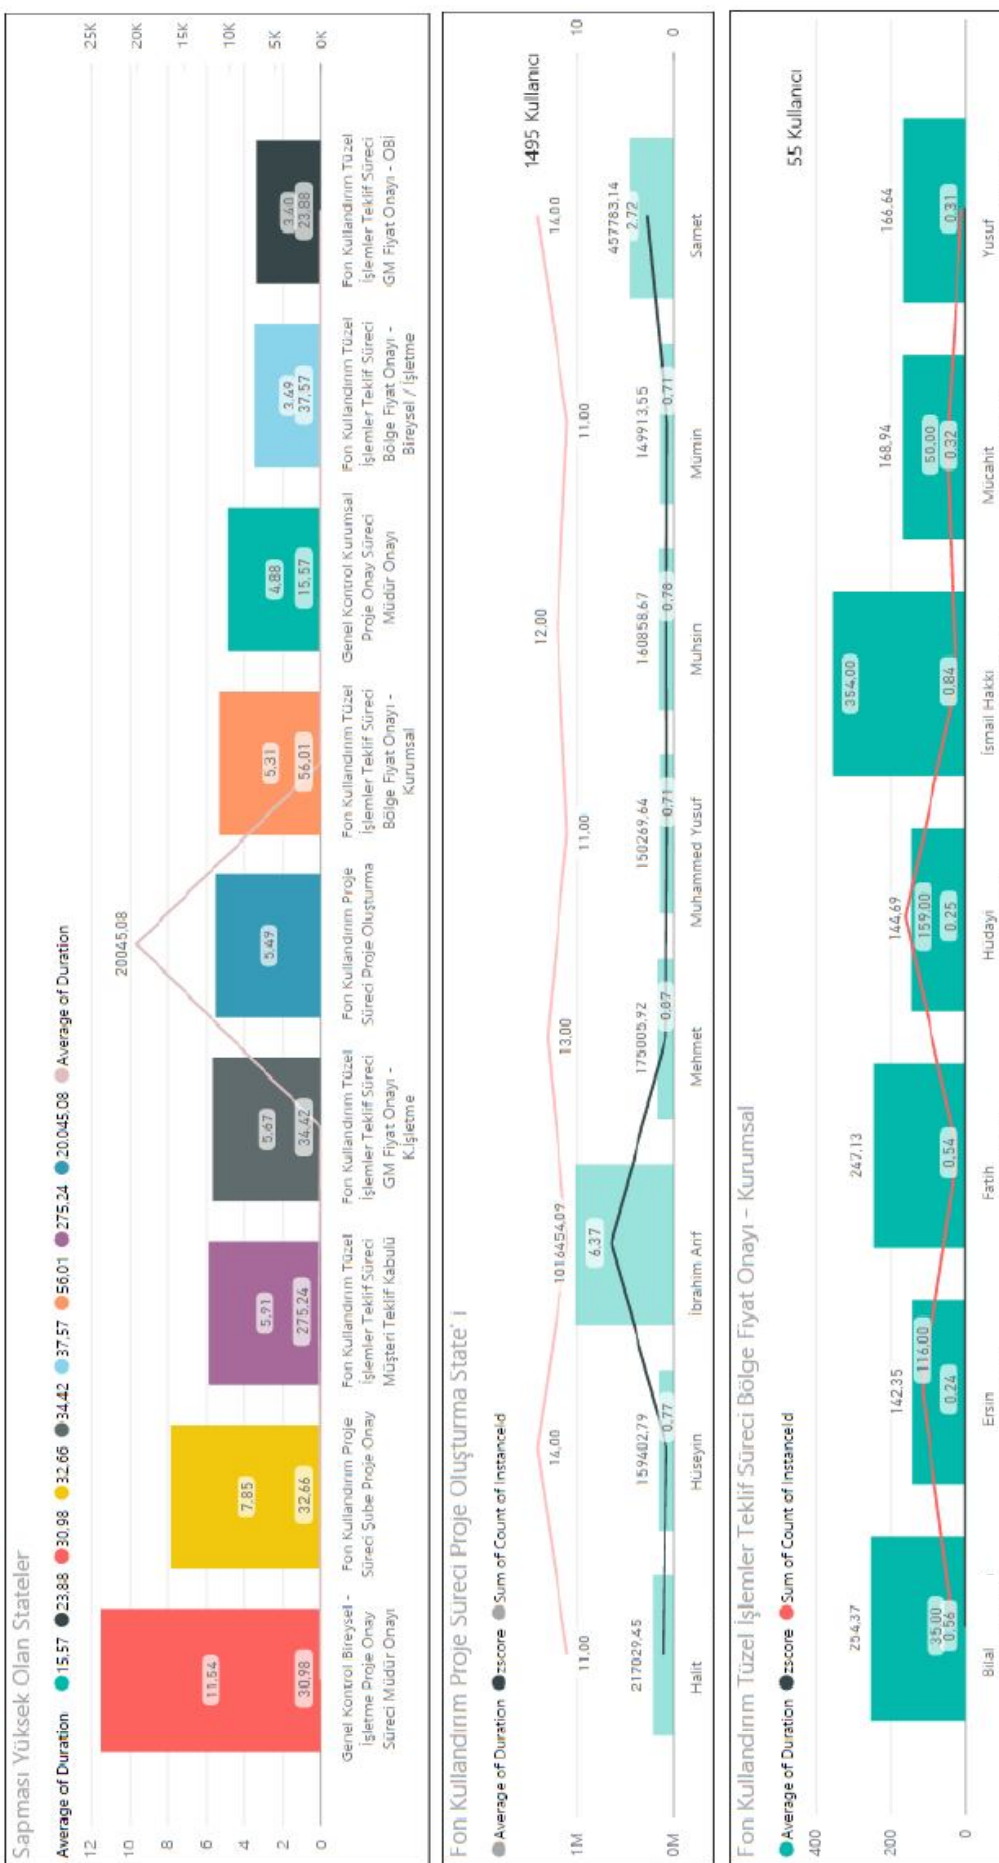 Sapması Yüksek Olan Stateler
Average of Duration 15,57 23,88 30,98 32,66 34,42 37,57 56,01 275,24 20.045,08 Average of Duration
12
10
8
6
4
2
0
25K
20K
15K
10K
5K
0K
20045,08
11,54
30,98
7,85
32,66
5,91
275,24
5,67
34,42
5,49
5,31
56,01
4,88
15,57
3,49
37,57
3,40
23,88
Genel Kontrol Bireysel -
İşletme Proje Onay
Süreci Müdür Onayı
Fon Kullandırım Proje
Süreci Şube Proje Onay
Fon Kullandırım Tüzel
İşlemler Teklif Süreci
Müşteri Teklif Kabulü
Fon Kullandırım Tüzel
İşlemler Teklif Süreci
GM Fiyat Onayı -
K.İşletme
Fon Kullandırım Proje
Süreci Proje Oluşturma
Fon Kullandırım Tüzel
İşlemler Teklif Süreci
Bölge Fiyat Onayı -
Kurumsal
Genel Kontrol Kurumsal
Proje Onay Süreci
Müdür Onayı
Fon Kullandırım Tüzel
İşlemler Teklif Süreci
Bölge Fiyat Onayı -
Bireysel / İşletme
Fon Kullandırım Tüzel
İşlemler Teklif Süreci
GM Fiyat Onayı - OBİ
Fon Kullandırım Proje Süreci Proje Oluşturma State' i
Average of Duration zscore Sum of Count of InstanceId
1495 Kullanıcı
1M
0M
10
0
11,00
14,00
13,00
11,00
12,00
11,00
14,00
217029,45
159402,79
0,77
1016454,09
6,37
175005,92
0,87
150269,64
0,71
160858,67
0,78
149913,55
0,71
457783,14
2,72
Halit
Hüseyin
İbrahim Arif
Mehmet
Muhammed Yusuf
Muhsin
Mümin
Samet
Fon Kullandırım Tüzel İşlemler Teklif Süreci Bölge Fiyat Onayı – Kurumsal
Average of Duration zscore Sum of Count of InstanceId
55 Kullanıcı
400
200
0
254,37
35,00
0,56
142,35
116,00
0,24
247,13
0,54
144,69
159,00
0,25
354,00
0,84
168,94
50,00
0,32
166,64
0,31
Bilal
Ersin
Fatih
Hüdayi
İsmail Hakkı
Mücahit
Yusuf